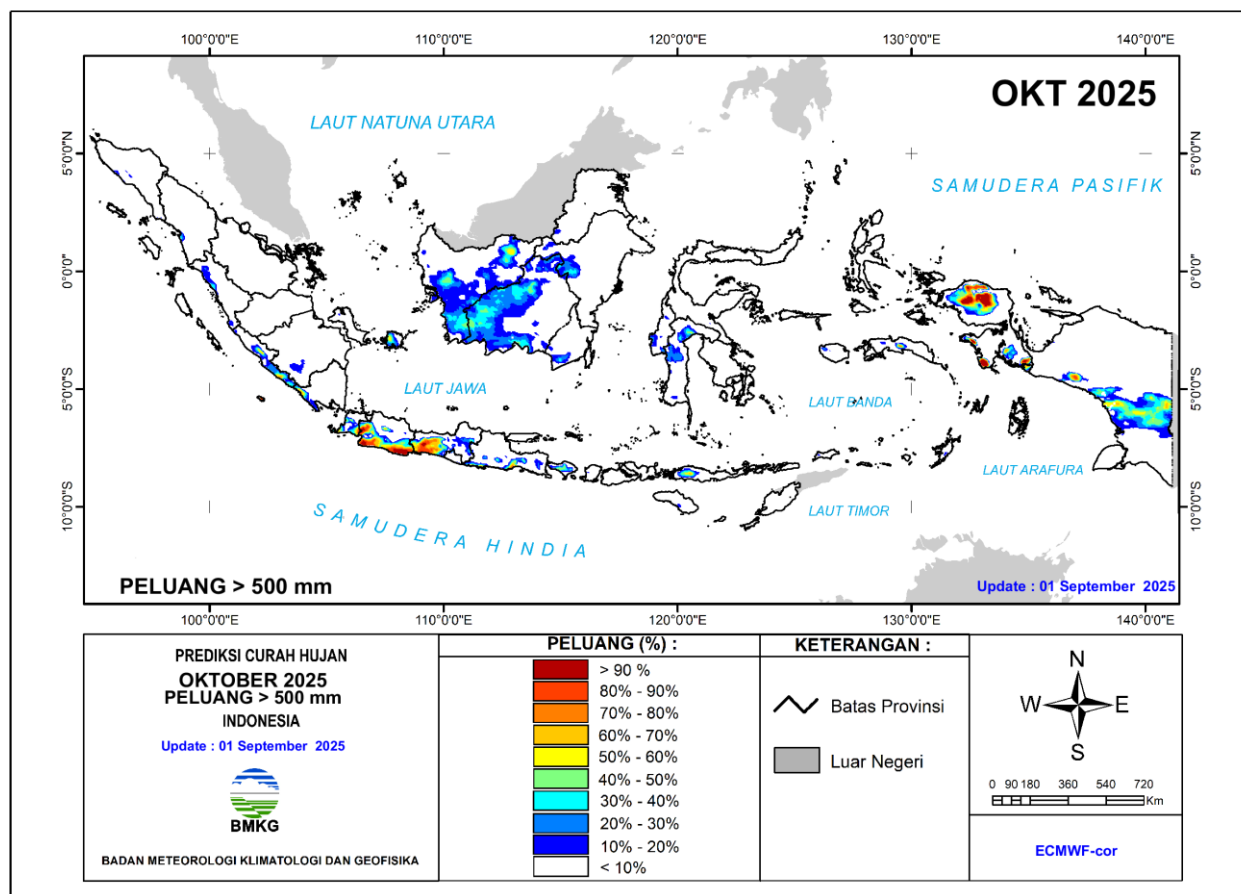 100°0'0"E
110°0'0"E
120°0'0"E
130°0'0"E
140°0'0"E
OKT 2025
LAUT NATUNA UTARA
5°0'0"N
5°0'0"N
SAMUDERA PASIFIK
0°0'0"
0°0'0"
LAUT JAWA
5°0'0"S
LAUT BANDA
5°0'0"S
LAUT ARAFURA
10°0'0"S
SAMUDERA HINDIA
LAUT TIMOR
10°0'0"S
PELUANG > 500 mm
Update : 01 September 2025
100°0'0"E
110°0'0"E
120°0'0"E
130°0'0"E
140°0'0"E
PREDIKSI CURAH HUJAN
OKTOBER 2025
PELUANG > 500 mm
INDONESIA
Update : 01 September 2025
BMKG
BADAN METEOROLOGI KLIMATOLOGI DAN GEOFISIKA
PELUANG (%) :
> 90 %
80% - 90%
70% - 80%
60% - 70%
50% - 60%
40% - 50%
30% - 40%
20% - 30%
10% - 20%
< 10%
KETERANGAN :
Batas Provinsi
Luar Negeri
N
W E
S
0 90 180 360 540 720
Km
ECMWF-cor